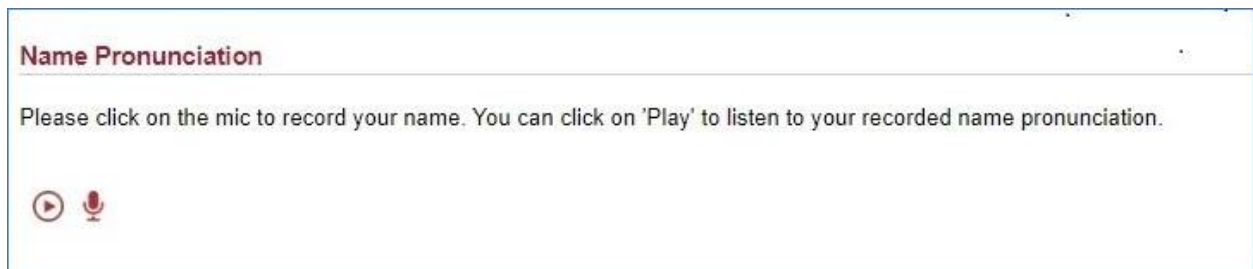 Name Pronunciation
Please click on the mic to record your name. You can click on 'Play' to listen to your recorded name pronunciation.